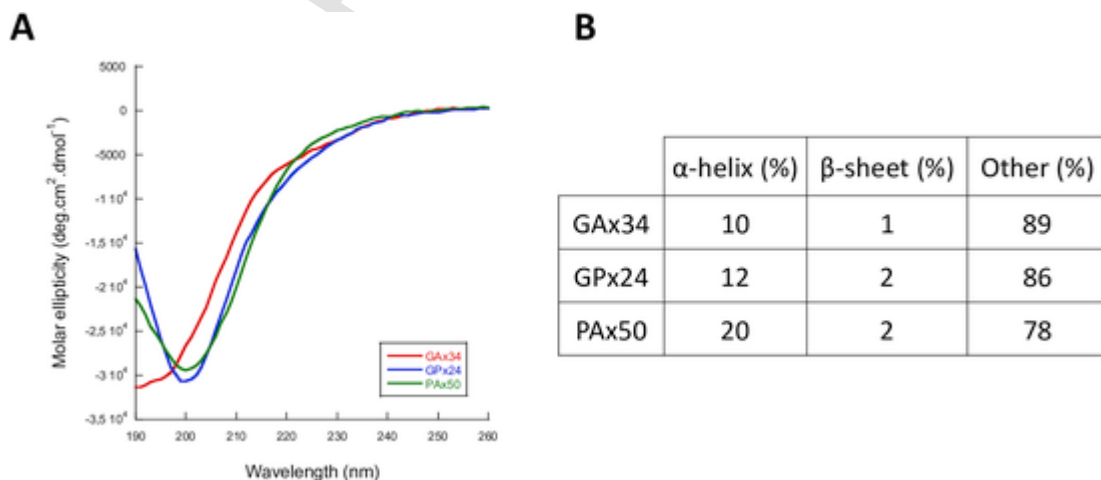 A
B
Molar ellipticity (deg.cm².dmol⁻¹)
5000
0
-5000
-1 10⁴
-1,5 10⁴
-2 10⁴
-2,5 10⁴
-3 10⁴
-3,5 10⁴
190 200 210 220 230 240 250 260
Wavelength (nm)
GAx34
GPx24
PAx50
α-helix (%) β-sheet (%) Other (%)
GAx34 10 1 89
GPx24 12 2 86
PAx50 20 2 78